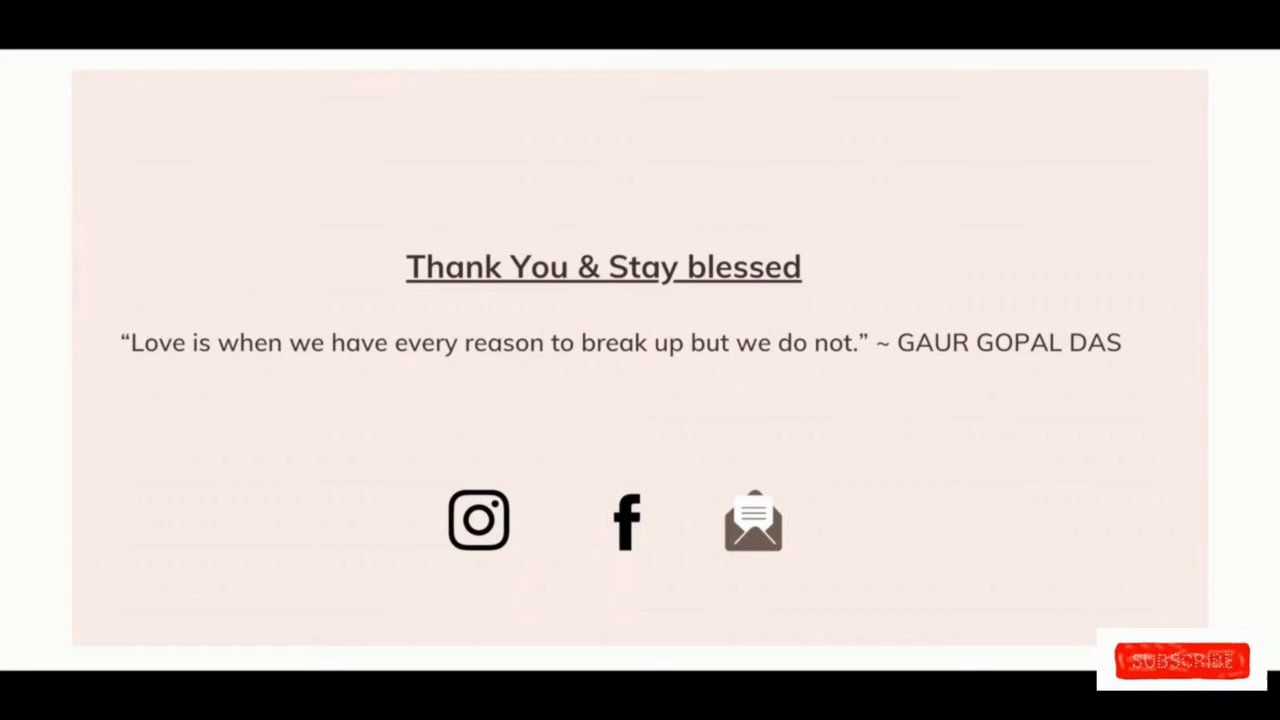 Thank You & Stay blessed
“Love is when we have every reason to break up but we do not.” ~ GAUR GOPAL DAS
SUBSCRIBE